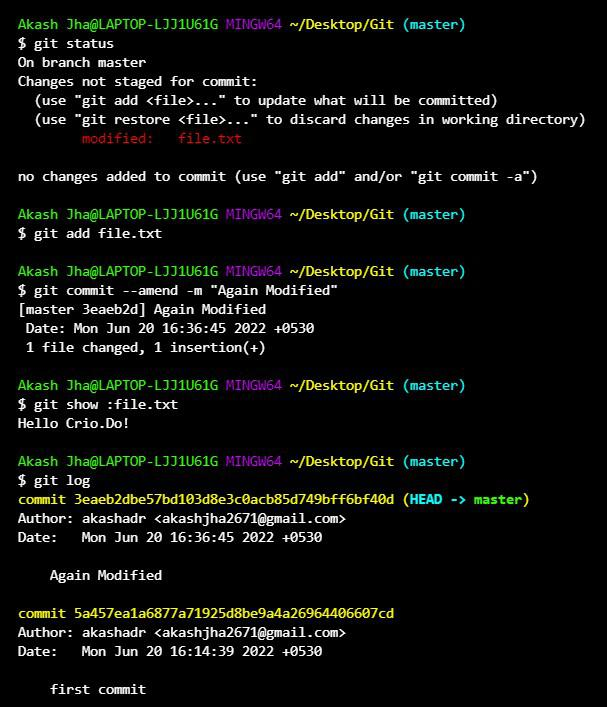 Akash Jha@LAPTOP-LJJ1U61G MINGW64 ~/Desktop/Git (master)
$ git status
On branch master
Changes not staged for commit:
  (use "git add <file>..." to update what will be committed)
  (use "git restore <file>..." to discard changes in working directory)
        modified:   file.txt

no changes added to commit (use "git add" and/or "git commit -a")

Akash Jha@LAPTOP-LJJ1U61G MINGW64 ~/Desktop/Git (master)
$ git add file.txt

Akash Jha@LAPTOP-LJJ1U61G MINGW64 ~/Desktop/Git (master)
$ git commit --amend -m "Again Modified"
[master 3eaeb2d] Again Modified
 Date: Mon Jun 20 16:36:45 2022 +0530
 1 file changed, 1 insertion(+)

Akash Jha@LAPTOP-LJJ1U61G MINGW64 ~/Desktop/Git (master)
$ git show :file.txt
Hello Crio.Do!

Akash Jha@LAPTOP-LJJ1U61G MINGW64 ~/Desktop/Git (master)
$ git log
commit 3eaeb2dbe57bd103d8e3c0acb85d749bff6bf40d (HEAD -> master)
Author: akashadr <akashjha2671@gmail.com>
Date:   Mon Jun 20 16:36:45 2022 +0530

    Again Modified

commit 5a457ea1a6877a71925d8be9a4a26964406607cd
Author: akashadr <akashjha2671@gmail.com>
Date:   Mon Jun 20 16:14:39 2022 +0530

    first commit